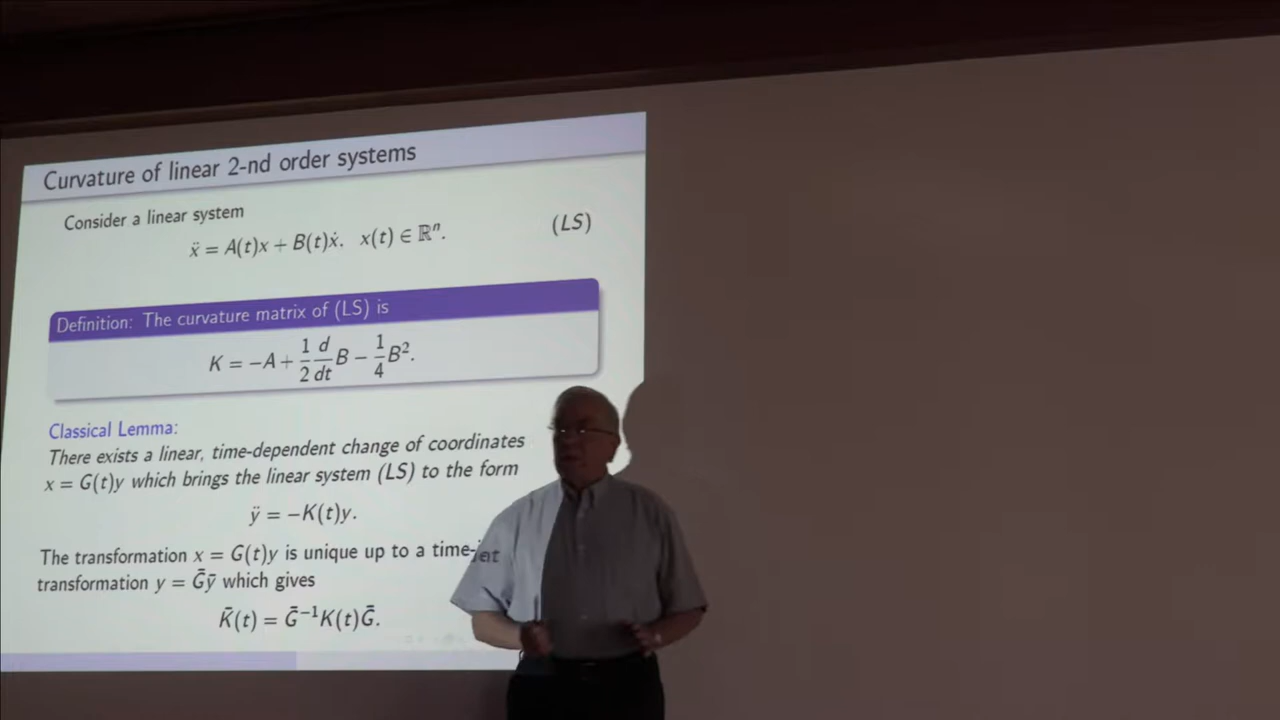 Curvature of linear 2-nd order systems
Consider a linear system
ẍ = A(t)x + B(t)ẋ. x(t) ∈ ℝⁿ. (LS)
Definition: The curvature matrix of (LS) is
K = −A + 1/2 d/dt B − 1/4 B².
Classical Lemma:
There exists a linear, time-dependent change of coordinates
x = G(t)y which brings the linear system (LS) to the form
ÿ = −K(t)y.
The transformation x = G(t)y is unique up to a time-
transformation y = Ḡȳ which gives
K̄(t) = Ḡ⁻¹K(t)Ḡ.